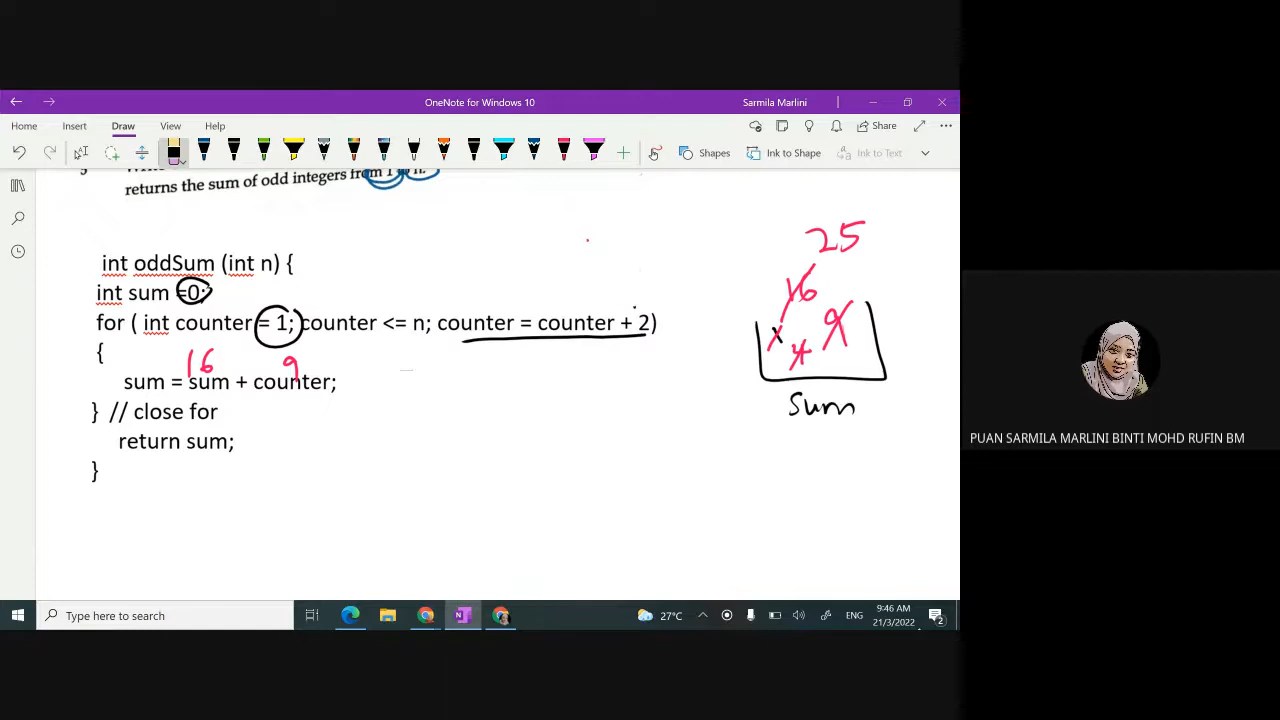 OneNote for Windows 10
Sarmila Marlini
Home Insert Draw View Help
Share
Shapes Ink to Shape Ink to Text
returns the sum of odd integers from 1 to n.
int oddSum (int n) {
int sum =0;
for ( int counter = 1; counter <= n; counter = counter + 2)
{
16 9
sum = sum + counter;
} // close for
return sum;
}
25
16
9
4
Sum
PUAN SARMILA MARLINI BINTI MOHD RUFIN BM
Type here to search
27°C
ENG
9:46 AM
21/3/2022
2